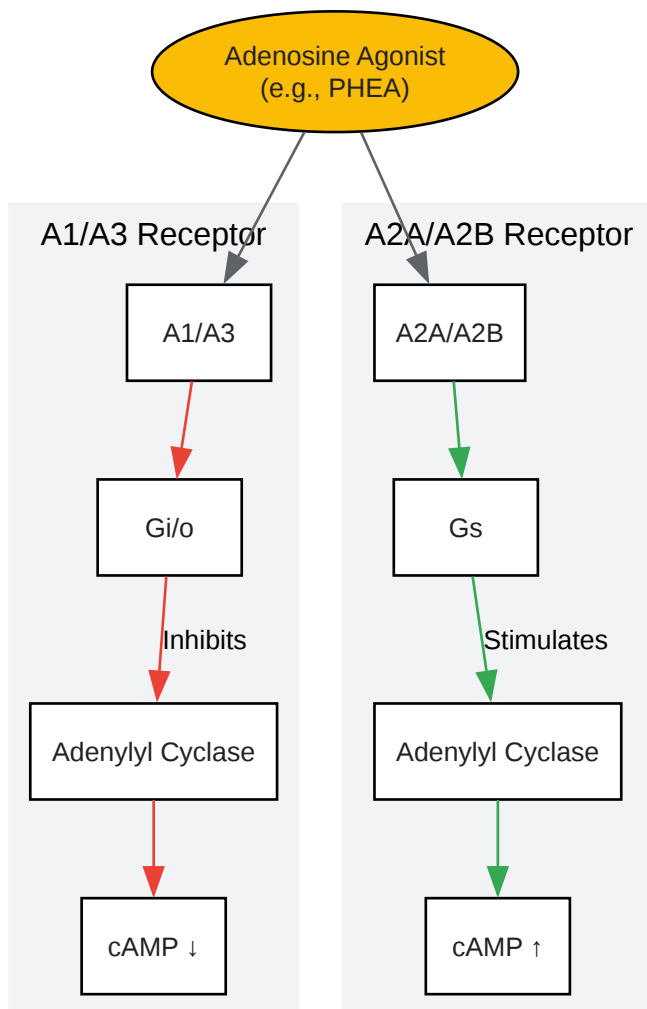 Adenosine Agonist
(e.g., PHEA)
A1/A3 Receptor
A1/A3
Gi/o
Inhibits
Adenylyl Cyclase
cAMP ↓
A2A/A2B Receptor
A2A/A2B
Gs
Stimulates
Adenylyl Cyclase
cAMP ↑